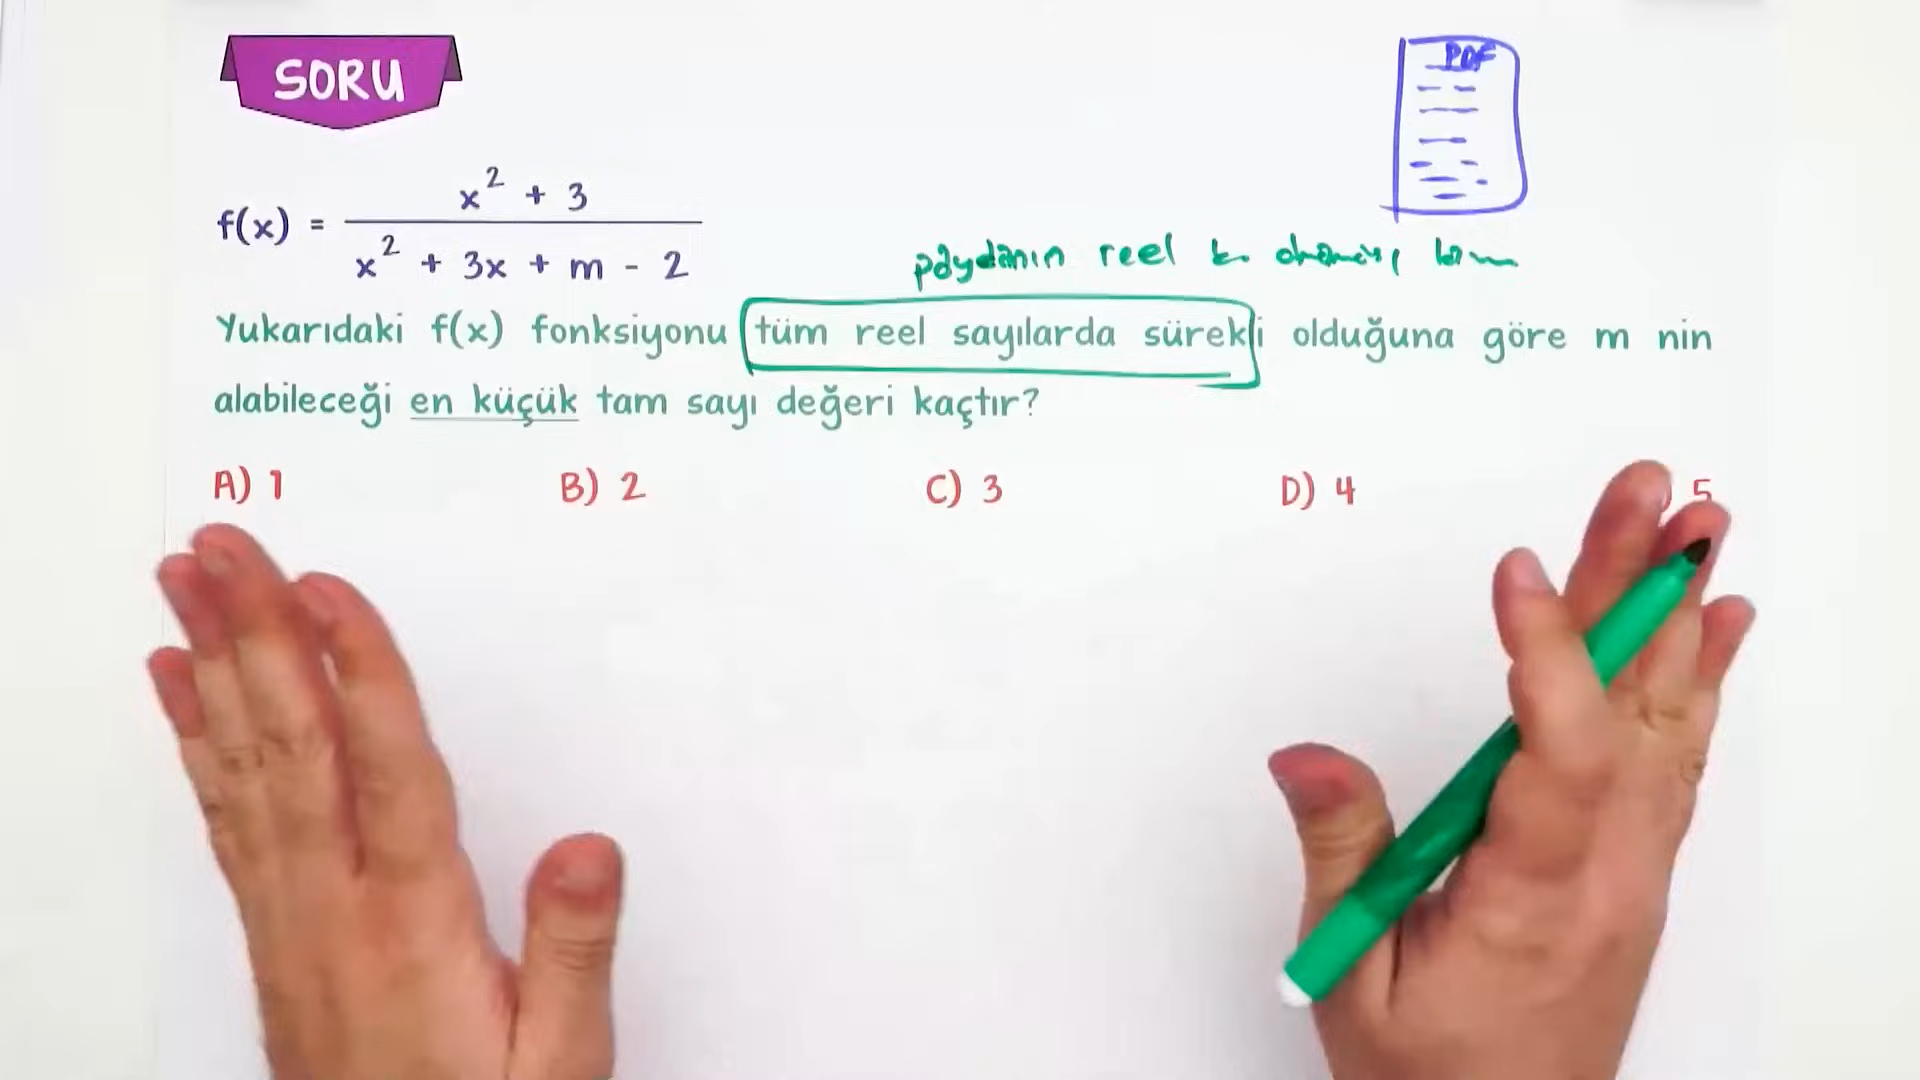 SORU
PDF
f(x) = x² + 3 / x² + 3x + m - 2
paydanın reel
Yukarıdaki f(x) fonksiyonu tüm reel sayılarda sürekli olduğuna göre m nin
alabileceği en küçük tam sayı değeri kaçtır?
A) 1 B) 2 C) 3 D) 4 ) 5